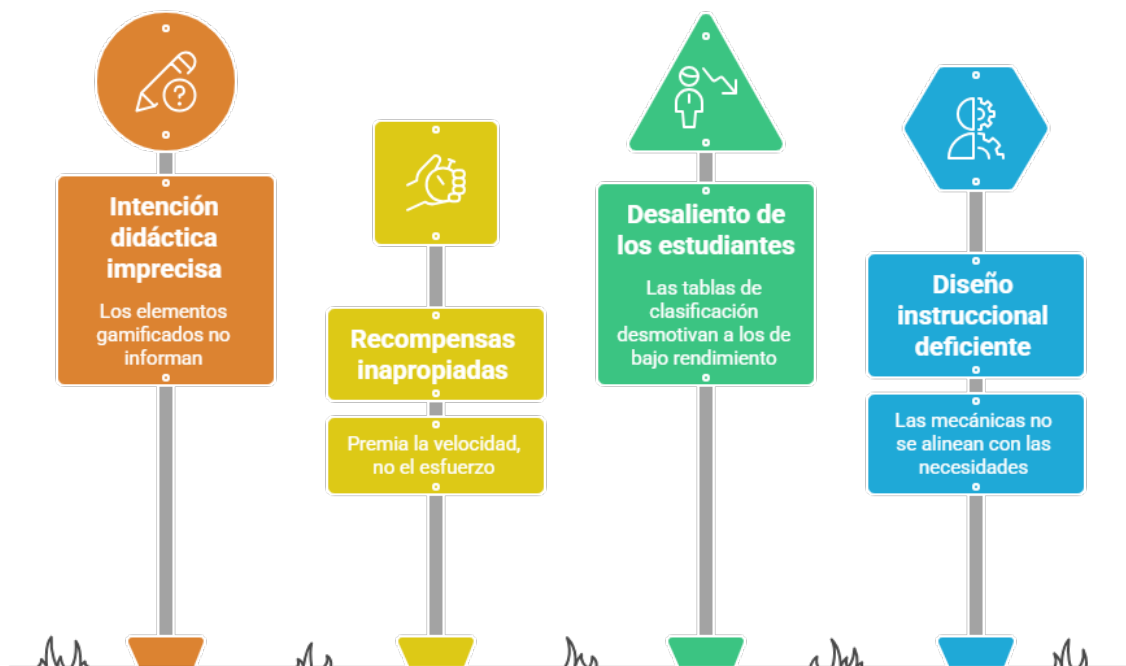 Intención
didáctica
imprecisa
Los elementos
gamificados no
informan
Recompensas
inapropiadas
Premia la velocidad,
no el esfuerzo
Desaliento de
los estudiantes
Las tablas de
clasificación
desmotivan a los de
bajo rendimiento
Diseño
instruccional
deficiente
Las mecánicas no
se alinean con las
necesidades